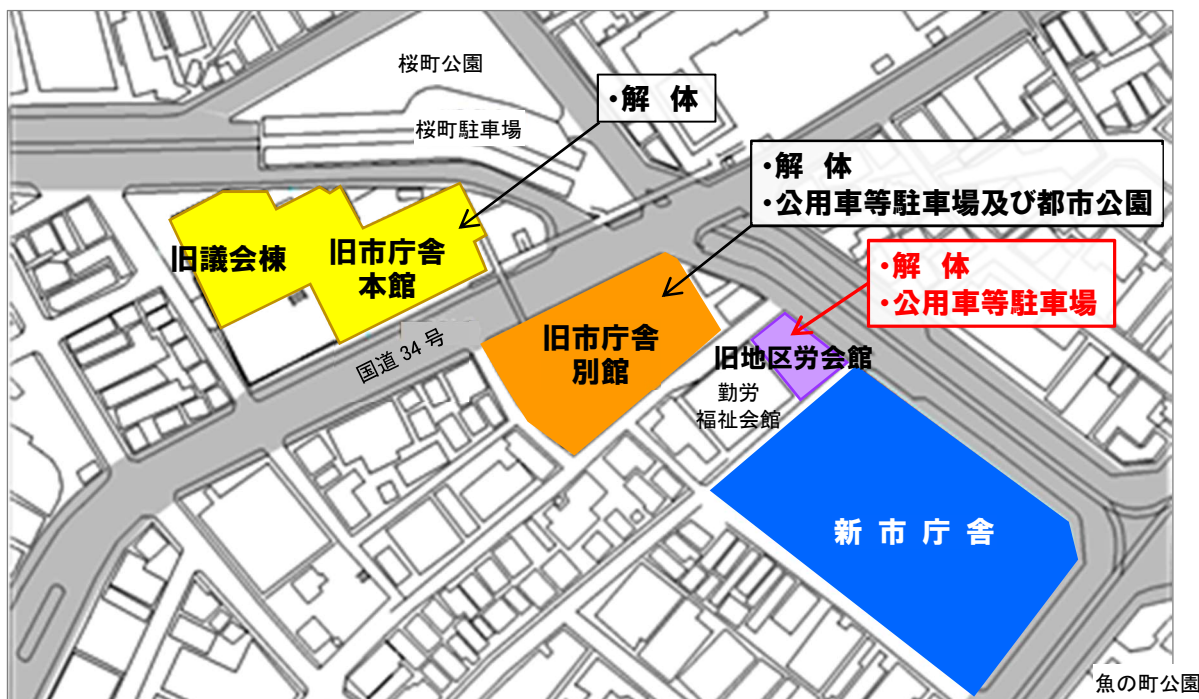 桜町公園
・解 体
桜町駐車場
・解 体
・公用車等駐車場及び都市公園
旧議会棟
旧市庁舎
本館
・解 体
・公用車等駐車場
国道 34 号
旧市庁舎
別館
旧地区労会館
勤労
福祉会館
新 市 庁 舎
魚の町公園